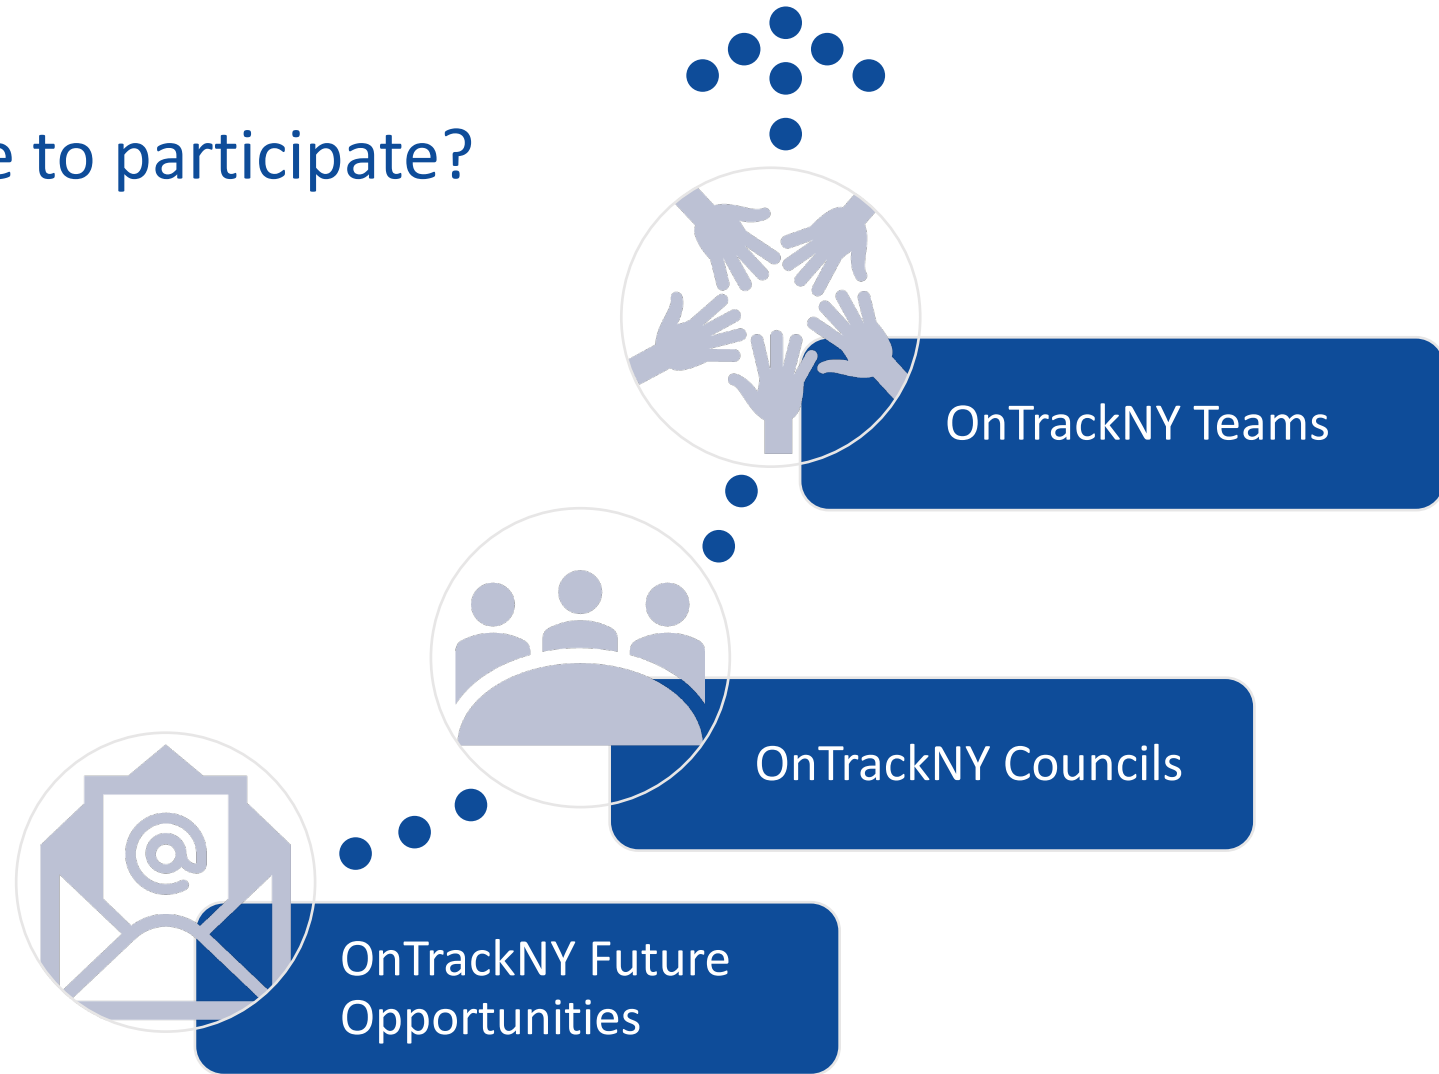 to participate?
OnTrackNY Teams
OnTrackNY Councils
@
OnTrackNY Future
Opportunities